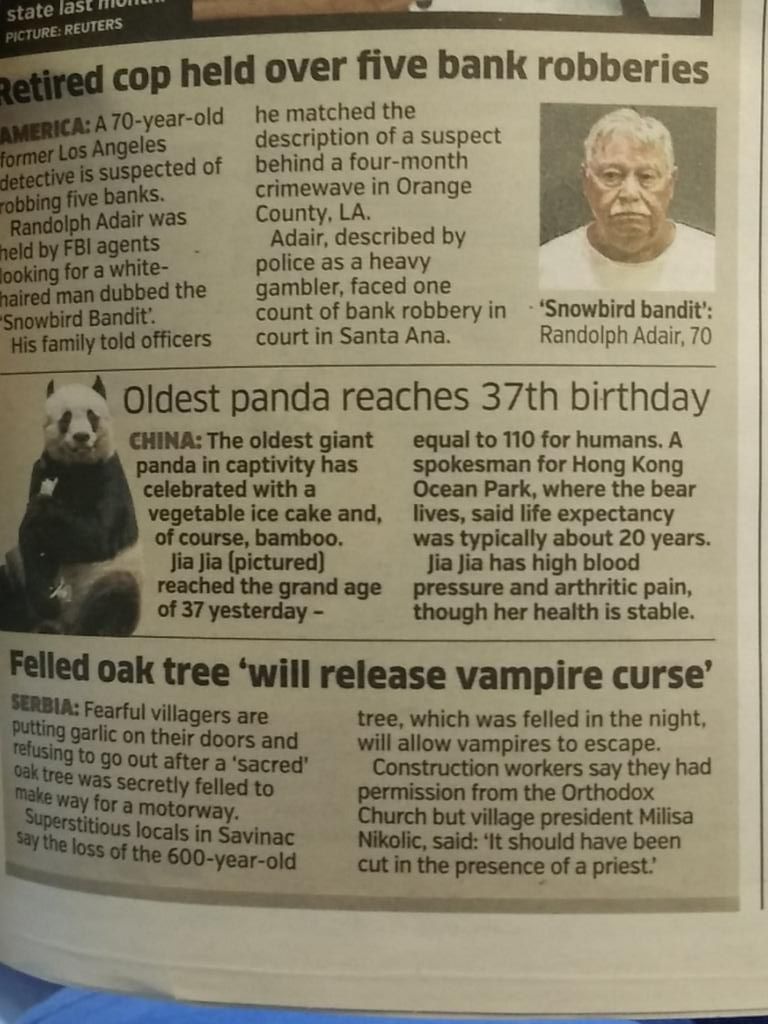 state last month.
PICTURE: REUTERS
Retired cop held over five bank robberies
AMERICA: A 70-year-old
former Los Angeles
detective is suspected of
robbing five banks.
Randolph Adair was
held by FBI agents
looking for a white-
haired man dubbed the
'Snowbird Bandit'.
His family told officers
he matched the
description of a suspect
behind a four-month
crimewave in Orange
County, LA.
Adair, described by
police as a heavy
gambler, faced one
count of bank robbery in
court in Santa Ana.
'Snowbird bandit':
Randolph Adair, 70
Oldest panda reaches 37th birthday
CHINA: The oldest giant
panda in captivity has
celebrated with a
vegetable ice cake and,
of course, bamboo.
Jia Jia (pictured)
reached the grand age
of 37 yesterday –
equal to 110 for humans. A
spokesman for Hong Kong
Ocean Park, where the bear
lives, said life expectancy
was typically about 20 years.
Jia Jia has high blood
pressure and arthritic pain,
though her health is stable.
Felled oak tree 'will release vampire curse'
SERBIA: Fearful villagers are
putting garlic on their doors and
refusing to go out after a 'sacred'
oak tree was secretly felled to
make way for a motorway.
Superstitious locals in Savinac
say the loss of the 600-year-old
tree, which was felled in the night,
will allow vampires to escape.
Construction workers say they had
permission from the Orthodox
Church but village president Milisa
Nikolic, said: 'It should have been
cut in the presence of a priest.'